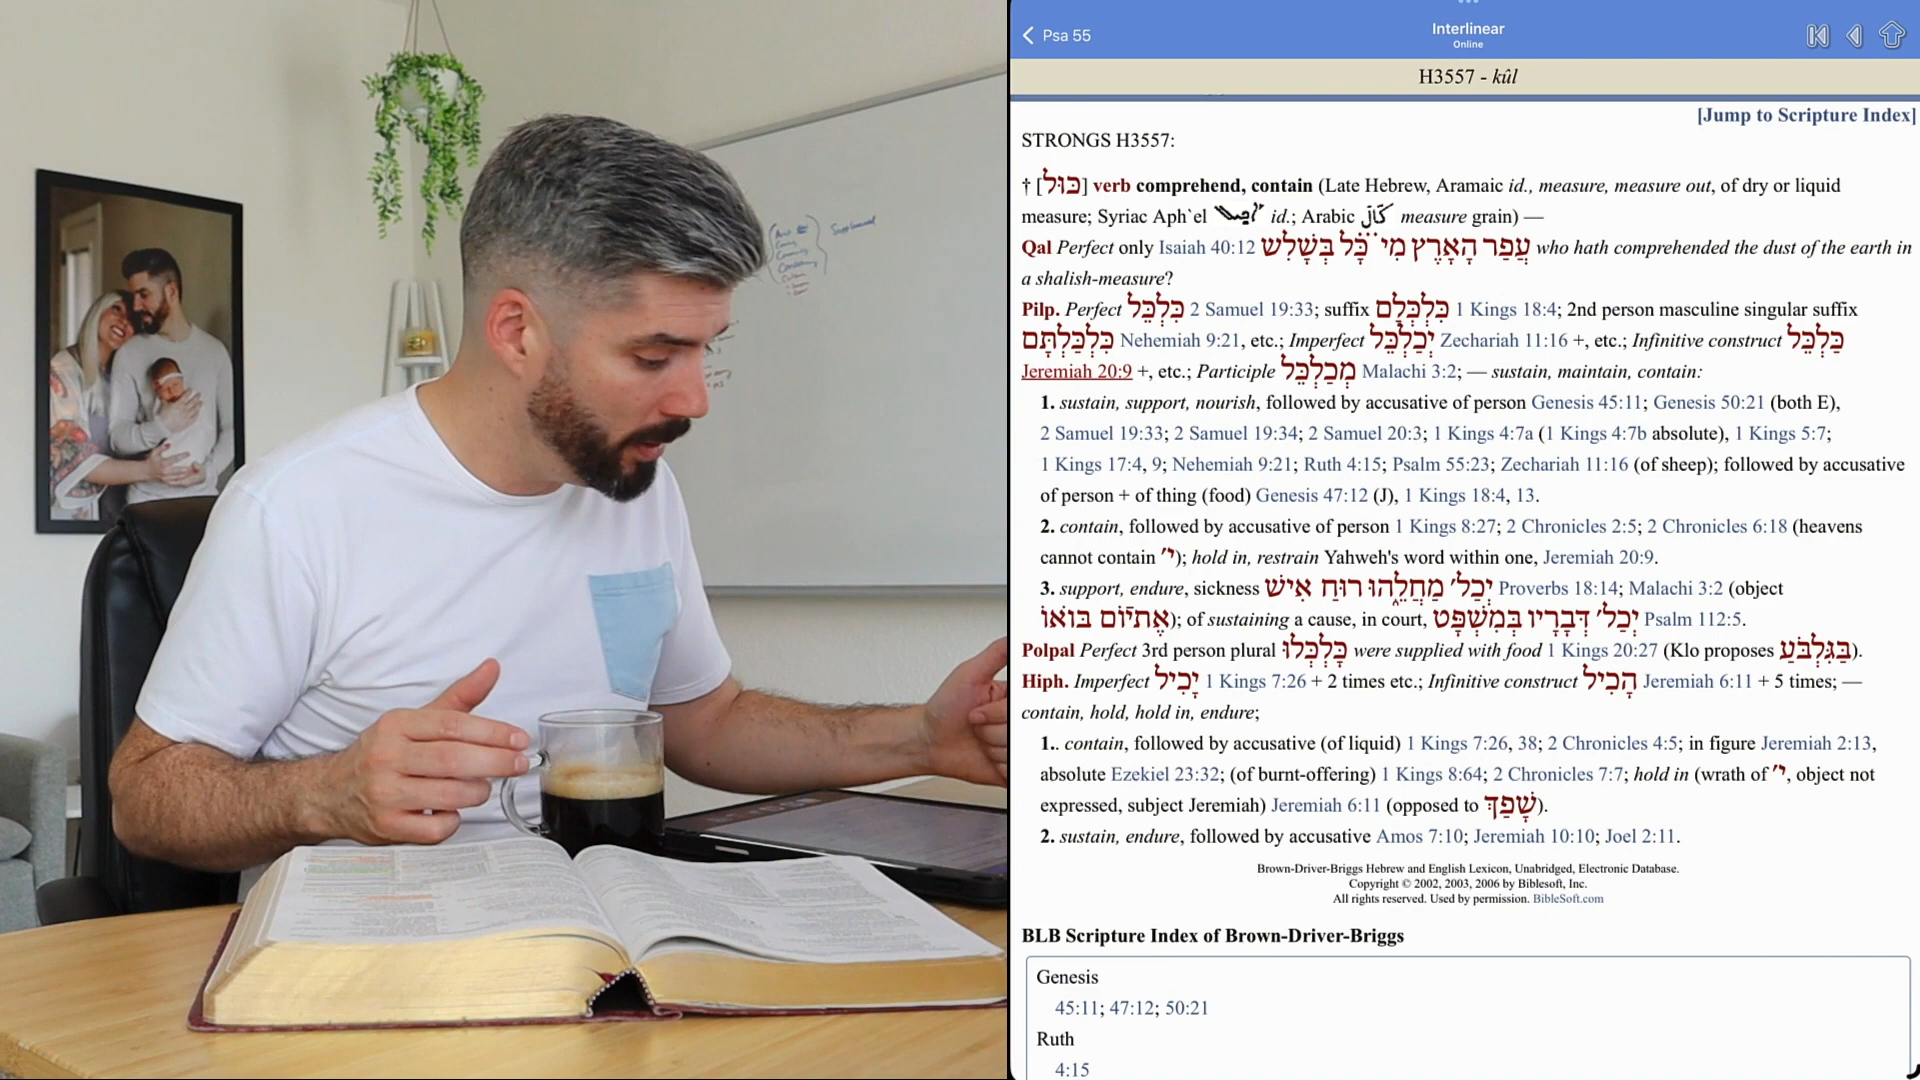 Psa 55
Interlinear
Online
H3557 - kûl
[Jump to Scripture Index]
STRONGS H3557:
† [כּוּל] verb comprehend, contain (Late Hebrew, Aramaic id., measure, measure out, of dry or liquid
measure; Syriac Aph`el id.; Arabic كَالَ measure grain) —
Qal Perfect only Isaiah 40:12 עֲפַר הָאָרֶץ מִי ֹכָּל בְּשָׁלִשׁ who hath comprehended the dust of the earth in
a shalish-measure?
Pilp. Perfect כִּלְכֵּל 2 Samuel 19:33; suffix כִּלְכְּלָם 1 Kings 18:4; 2nd person masculine singular suffix
כִּלְכַּלְתָּם Nehemiah 9:21, etc.; Imperfect יְכַלְכֵּל Zechariah 11:16 +, etc.; Infinitive construct כַּלְכֵּל
Jeremiah 20:9 +, etc.; Participle מְכַלְכֵּל Malachi 3:2; — sustain, maintain, contain:
1. sustain, support, nourish, followed by accusative of person Genesis 45:11; Genesis 50:21 (both E),
2 Samuel 19:33; 2 Samuel 19:34; 2 Samuel 20:3; 1 Kings 4:7a (1 Kings 4:7b absolute), 1 Kings 5:7;
1 Kings 17:4, 9; Nehemiah 9:21; Ruth 4:15; Psalm 55:23; Zechariah 11:16 (of sheep); followed by accusative
of person + of thing (food) Genesis 47:12 (J), 1 Kings 18:4, 13.
2. contain, followed by accusative of person 1 Kings 8:27; 2 Chronicles 2:5; 2 Chronicles 6:18 (heavens
cannot contain י׳); hold in, restrain Yahweh's word within one, Jeremiah 20:9.
3. support, endure, sickness יְכַל׳ מַחֲלֵהוּ רוּחַ אִישׁ Proverbs 18:14; Malachi 3:2 (object
אֶתיֿוֹם בּוֹאוֹ); of sustaining a cause, in court, יְכַל׳ דְּבָרָיו בְּמִשְׁפָּט Psalm 112:5.
Polpal Perfect 3rd person plural כָּלְכְּלוּ were supplied with food 1 Kings 20:27 (Klo proposes בַּגִּלְבֹּעַ).
Hiph. Imperfect יָכִיל 1 Kings 7:26 + 2 times etc.; Infinitive construct הָכִיל Jeremiah 6:11 + 5 times; —
contain, hold, hold in, endure;
1.. contain, followed by accusative (of liquid) 1 Kings 7:26, 38; 2 Chronicles 4:5; in figure Jeremiah 2:13,
absolute Ezekiel 23:32; (of burnt-offering) 1 Kings 8:64; 2 Chronicles 7:7; hold in (wrath of י׳, object not
expressed, subject Jeremiah) Jeremiah 6:11 (opposed to שָׁפַךְ).
2. sustain, endure, followed by accusative Amos 7:10; Jeremiah 10:10; Joel 2:11.
Brown-Driver-Briggs Hebrew and English Lexicon, Unabridged, Electronic Database.
Copyright © 2002, 2003, 2006 by Biblesoft, Inc.
All rights reserved. Used by permission. BibleSoft.com
BLB Scripture Index of Brown-Driver-Briggs
Genesis
45:11; 47:12; 50:21
Ruth
4:15